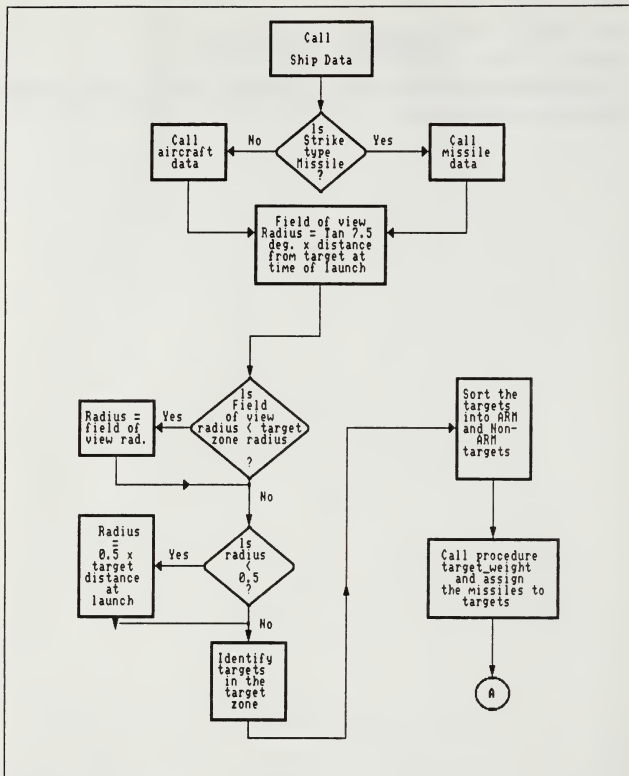 Call
Ship Data
Is
Strike
type
Missile
?
No
Yes
Call
aircraft
data
Call
missile
data
Field of view
Radius = Tan 7.5
deg. x distance
from target at
time of launch
Is
Field
of view
radius < target
zone radius
?
Yes
Radius =
field of
view rad.
No
Is
radius
<
0.5
?
Yes
Radius
=
0.5 x
target
distance
at
launch
No
Identify
targets
in the
target
zone
Sort the
targets
into ARM
and Non-
ARM
targets
Call procedure
target_weight
and assign
the missiles to
targets
A